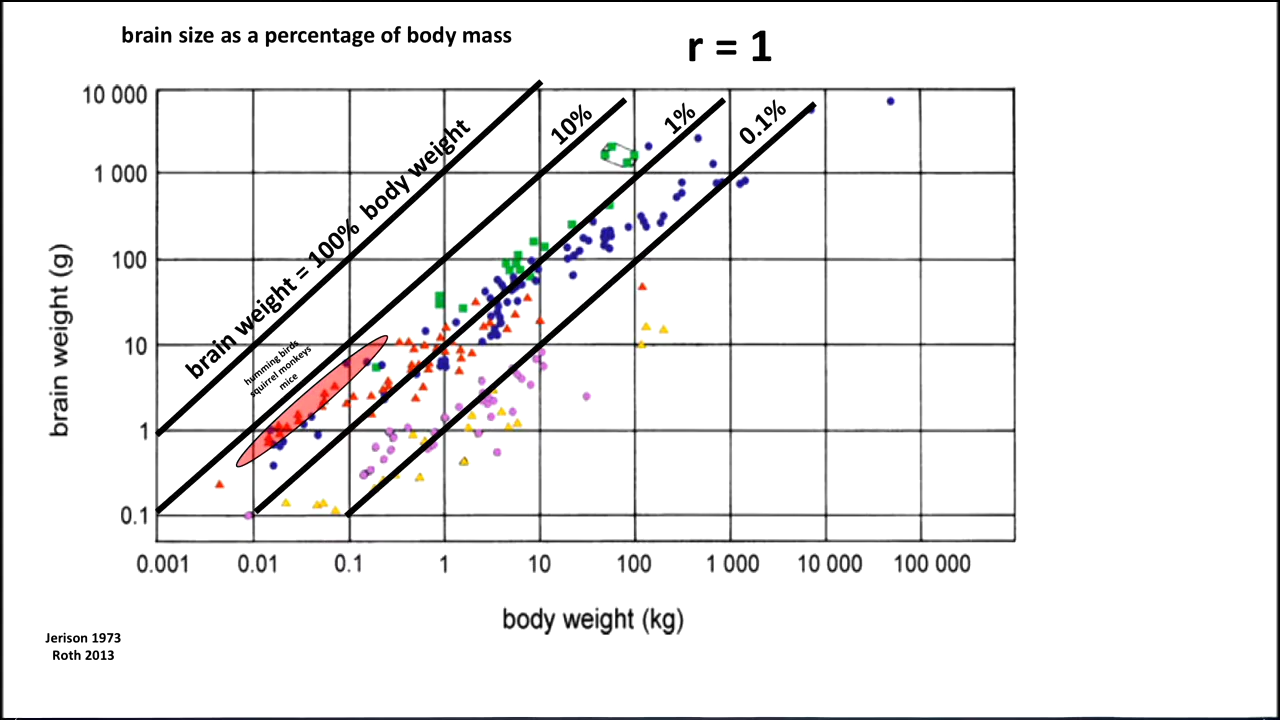 brain size as a percentage of body mass
r = 1
10 000
1 000
100
10
1
0.1
brain weight (g)
brain weight = 100% body weight
10%
1%
0.1%
humming birds
squirrel monkeys
mice
0.001 0.01 0.1 1 10 100 1 000 10 000 100 000
body weight (kg)
Jerison 1973
Roth 2013